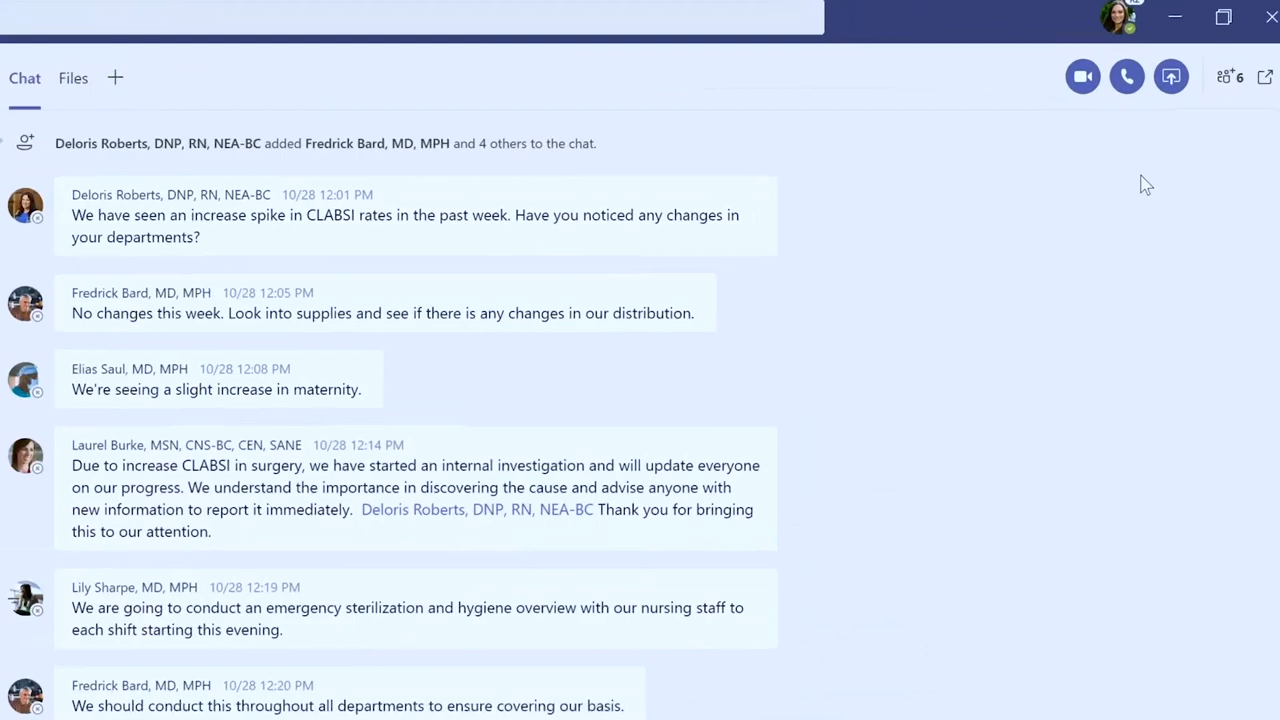 Chat Files
6
Deloris Roberts, DNP, RN, NEA-BC added Fredrick Bard, MD, MPH and 4 others to the chat.
Deloris Roberts, DNP, RN, NEA-BC 10/28 12:01 PM
We have seen an increase spike in CLABSI rates in the past week. Have you noticed any changes in
your departments?
Fredrick Bard, MD, MPH 10/28 12:05 PM
No changes this week. Look into supplies and see if there is any changes in our distribution.
Elias Saul, MD, MPH 10/28 12:08 PM
We're seeing a slight increase in maternity.
Laurel Burke, MSN, CNS-BC, CEN, SANE 10/28 12:14 PM
Due to increase CLABSI in surgery, we have started an internal investigation and will update everyone
on our progress. We understand the importance in discovering the cause and advise anyone with
new information to report it immediately. Deloris Roberts, DNP, RN, NEA-BC Thank you for bringing
this to our attention.
Lily Sharpe, MD, MPH 10/28 12:19 PM
We are going to conduct an emergency sterilization and hygiene overview with our nursing staff to
each shift starting this evening.
Fredrick Bard, MD, MPH 10/28 12:20 PM
We should conduct this throughout all departments to ensure covering our basis.